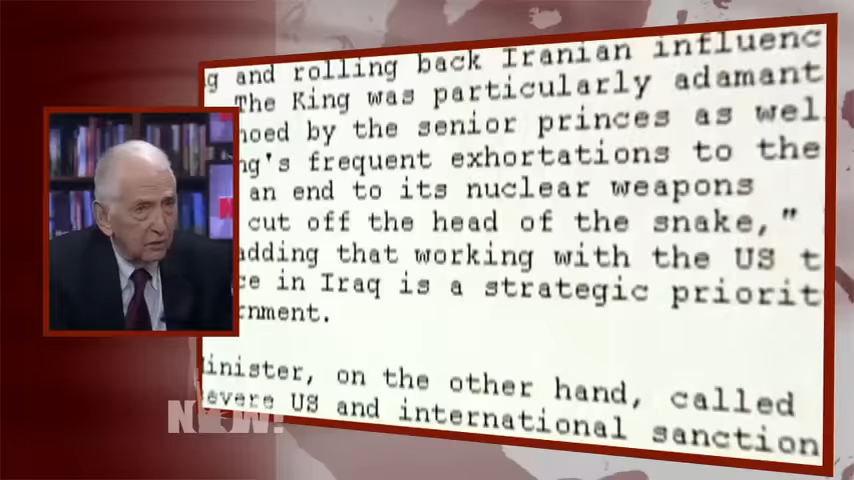 g and rolling back Iranian influenc
The King was particularly adamant
hoed by the senior princes as wel
ng's frequent exhortations to the
an end to its nuclear weapons
cut off the head of the snake,"
adding that working with the US t
ce in Iraq is a strategic priorit
rnment.
inister, on the other hand, called
evere US and international sanction
NOW!